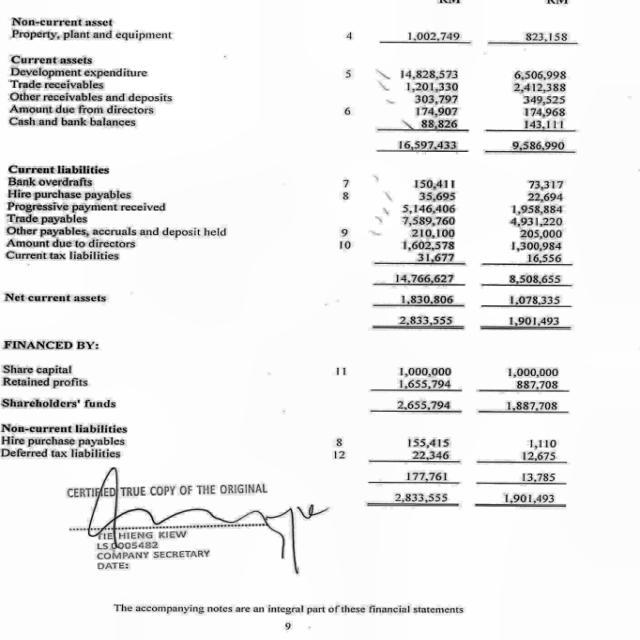 RM RM
Non-current asset
Property, plant and equipment 4 1,002,749 823,158
Current assets
Development expenditure 5 14,828,573 6,506,998
Trade receivables 1,201,330 2,412,388
Other receivables and deposits 303,797 349,525
Amount due from directors 6 174,907 174,968
Cash and bank balances 88,826 143,111
16,597,433 9,586,990
Current liabilities
Bank overdrafts 7 150,411 73,317
Hire purchase payables 8 35,695 22,694
Progressive payment received 5,146,406 1,958,884
Trade payables 7,589,760 4,931,220
Other payables, accruals and deposit held 9 210,100 205,000
Amount due to directors 10 1,602,578 1,300,984
Current tax liabilities 31,677 16,556
14,766,627 8,508,655
Net current assets 1,830,806 1,078,335
2,833,555 1,901,493
FINANCED BY:
Share capital 11 1,000,000 1,000,000
Retained profits 1,655,794 887,708
Shareholders' funds 2,655,794 1,887,708
Non-current liabilities
Hire purchase payables 8 155,415 1,110
Deferred tax liabilities 12 22,346 12,675
177,761 13,785
2,833,555 1,901,493
CERTIFIED TRUE COPY OF THE ORIGINAL
TIE HIENG KIEW
LS 0005482
COMPANY SECRETARY
DATE:
The accompanying notes are an integral part of these financial statements
9